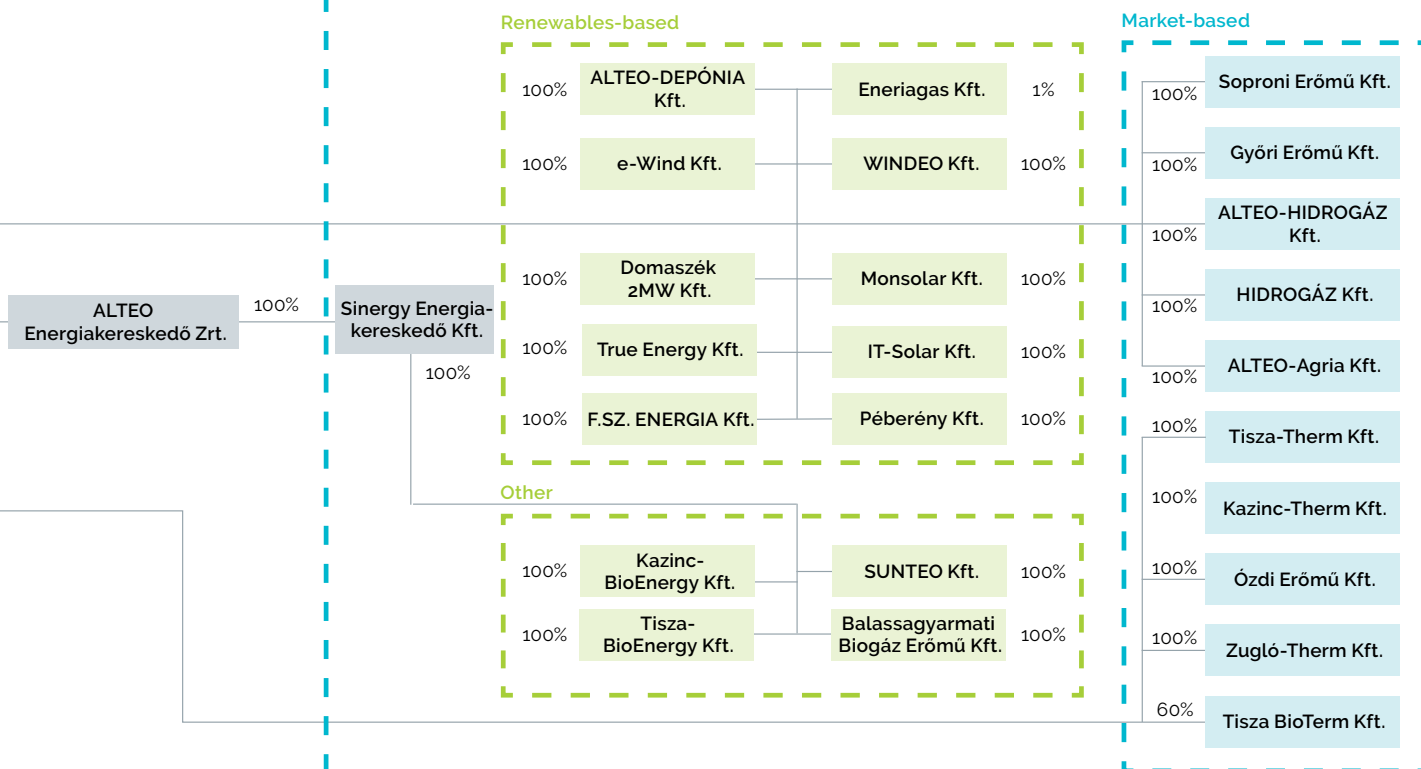 Renewables-based
Market-based
100%
ALTEO-DEPÓNIA
Kft.
Eneriagas Kft.
1%
100%
e-Wind Kft.
WINDEO Kft.
100%
100%
Domaszék
2MW Kft.
Monsolar Kft.
100%
100%
True Energy Kft.
IT-Solar Kft.
100%
100%
F.SZ. ENERGIA Kft.
Péberény Kft.
100%
ALTEO
Energiakereskedő Zrt.
100%
Sinergy Energia-
kereskedő Kft.
100%
Other
100%
Kazinc-
BioEnergy Kft.
SUNTEO Kft.
100%
100%
Tisza-
BioEnergy Kft.
Balassagyarmati
Biogáz Erőmű Kft.
100%
100%
Soproni Erőmű Kft.
100%
Győri Erőmű Kft.
100%
ALTEO-HIDROGÁZ
Kft.
100%
HIDROGÁZ Kft.
100%
ALTEO-Agria Kft.
100%
Tisza-Therm Kft.
100%
Kazinc-Therm Kft.
100%
Ózdi Erőmű Kft.
100%
Zugló-Therm Kft.
60%
Tisza BioTerm Kft.